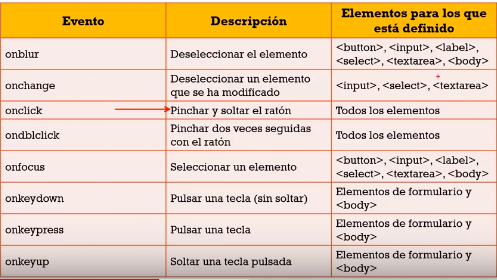 Evento Descripción Elementos para los que
está definido
onblur Deseleccionar el elemento <button>, <input>, <label>,
<select>, <textarea>, <body>
onchange Deseleccionar un elemento
que se ha modificado <input>, <select>, <textarea>
onclick Pinchar y soltar el ratón Todos los elementos
ondblclick Pinchar dos veces seguidas
con el ratón Todos los elementos
onfocus Seleccionar un elemento <button>, <input>, <label>,
<select>, <textarea>, <body>
onkeydown Pulsar una tecla (sin soltar) Elementos de formulario y
<body>
onkeypress Pulsar una tecla Elementos de formulario y
<body>
onkeyup Soltar una tecla pulsada Elementos de formulario y
<body>